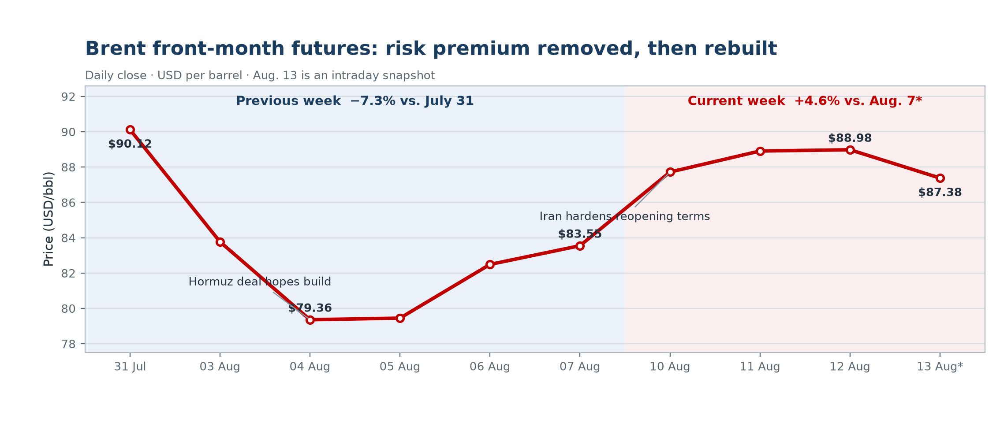 Brent front-month futures: risk premium removed, then rebuilt
Daily close · USD per barrel · Aug. 13 is an intraday snapshot
Previous week  −7.3% vs. July 31
Current week  +4.6% vs. Aug. 7*
Price (USD/bbl)
92
90
88
86
84
82
80
78
$90.12
$88.98
$87.38
Iran hardens reopening terms
$83.55
Hormuz deal hopes build
$79.36
31 Jul
03 Aug
04 Aug
05 Aug
06 Aug
07 Aug
10 Aug
11 Aug
12 Aug
13 Aug*